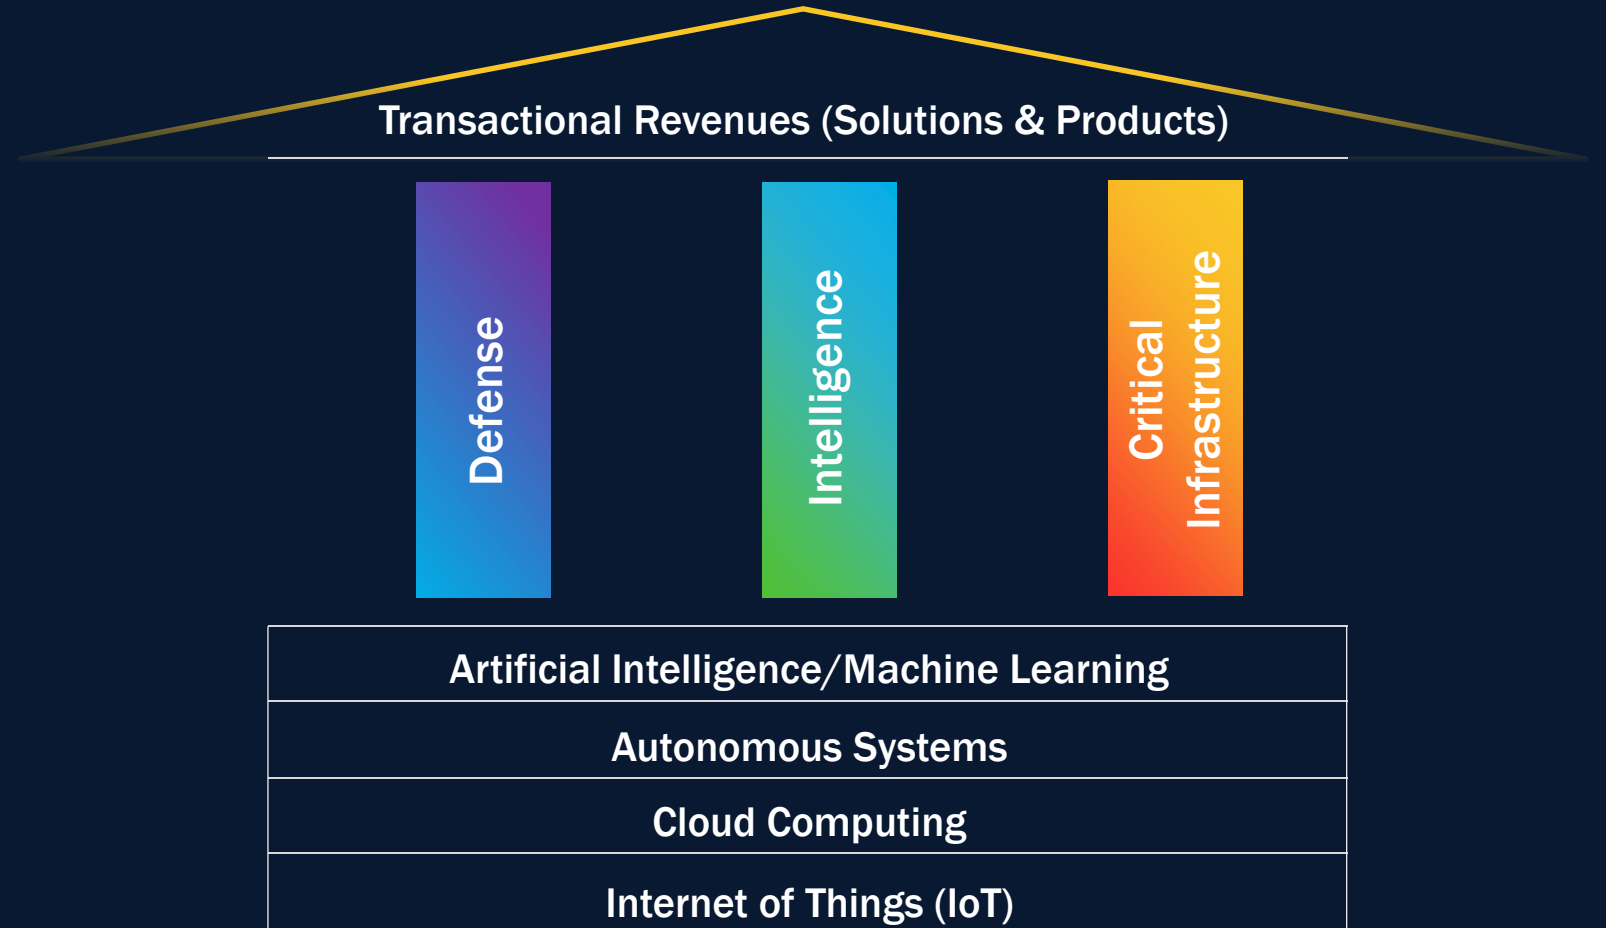 Transactional Revenues (Solutions & Products)
Defense
Intelligence
Critical
Infrastructure
Artificial Intelligence/Machine Learning
Autonomous Systems
Cloud Computing
Internet of Things (IoT)